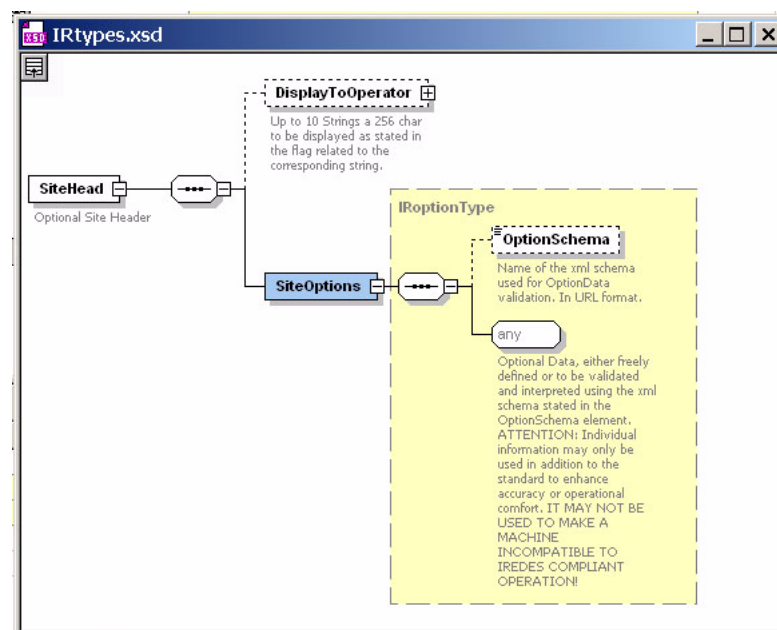 IRtypes.xsd
DisplayToOperator
Up to 10 Strings a 256 char
to be displayed as stated in
the flag related to the
corresponding string.
SiteHead
Optional Site Header
IRoptionType
OptionSchema
Name of the xml schema
used for OptionData
validation. In URL format.
SiteOptions
any
Optional Data, either freely
defined or to be validated
and interpreted using the xml
schema stated in the
OptionSchema element.
ATTENTION: Individual
information may only be
used in addition to the
standard to enhance
accuracy or operational
comfort. IT MAY NOT BE
USED TO MAKE A
MACHINE
INCOMPATIBLE TO
IREDES COMPLIANT
OPERATION!